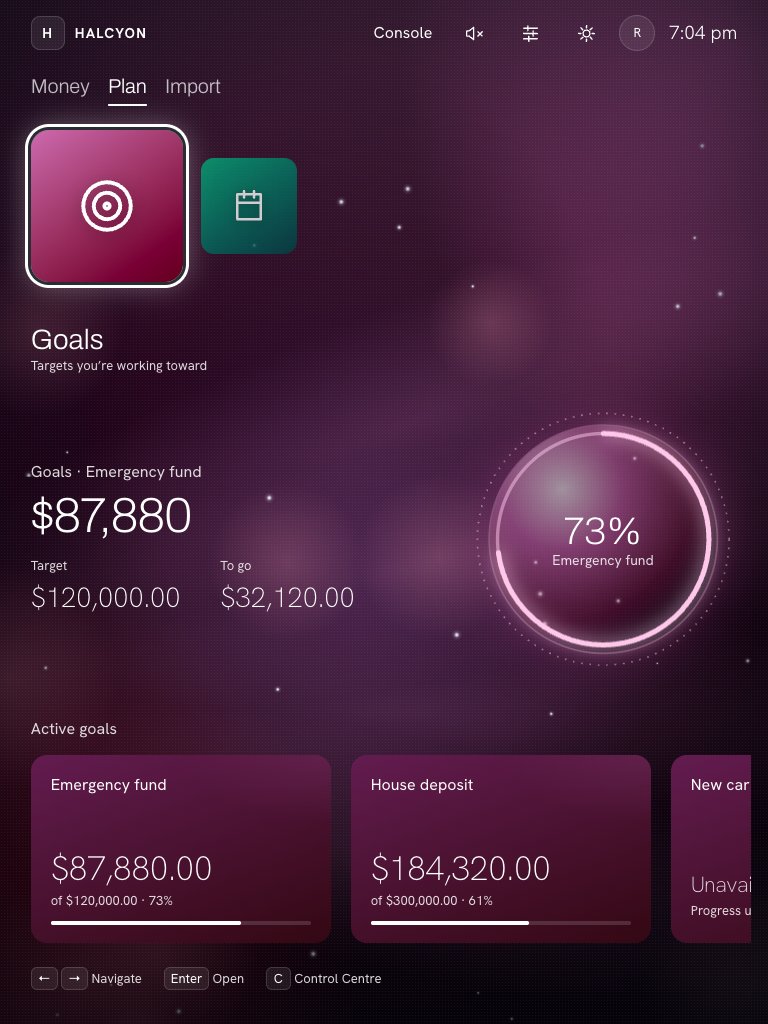 H HALCYON Console R 7:04 pm
Money Plan Import
Goals
Targets you're working toward
Goals · Emergency fund
$87,880
Target To go
$120,000.00 $32,120.00
73%
Emergency fund
Active goals
Emergency fund House deposit New car
$87,880.00 $184,320.00
of $120,000.00 · 73% of $300,000.00 · 61% Progress
← → Navigate Enter Open C Control Centre